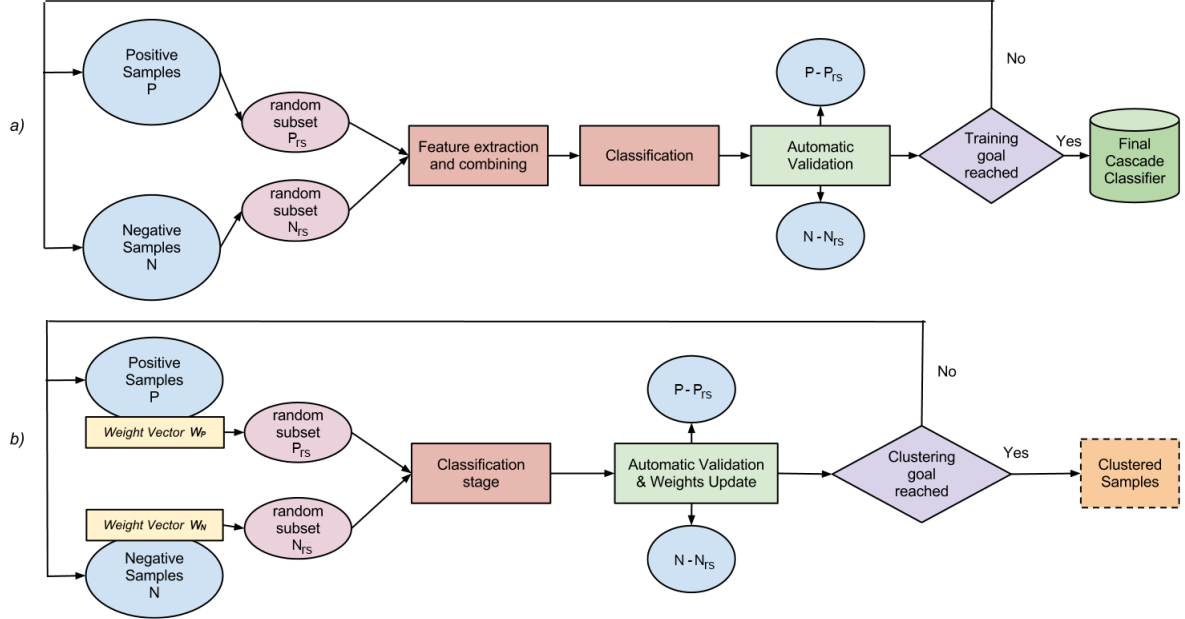 a)
Positive
Samples
P
random
subset
Prs
Negative
Samples
N
random
subset
Nrs
Feature extraction
and combining
Classification
P - Prs
Automatic
Validation
N - Nrs
Training
goal
reached
No
Yes
Final
Cascade
Classifier
b)
Positive
Samples
P
Weight Vector WP
random
subset
Prs
Weight Vector WN
Negative
Samples
N
random
subset
Nrs
Classification
stage
P - Prs
Automatic Validation
& Weights Update
N - Nrs
Clustering
goal
reached
No
Yes
Clustered
Samples